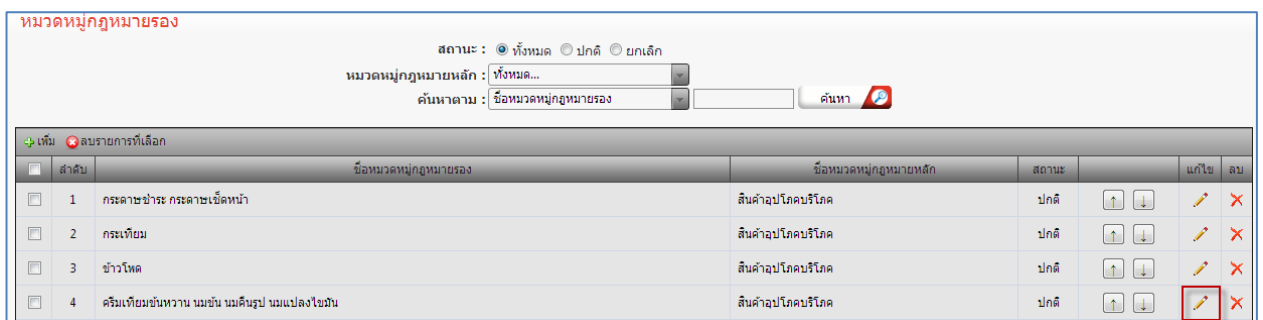 หมวดหมู่กฎหมายรอง
สถานะ : ทั้งหมด ปกติ ยกเลิก
หมวดหมู่กฎหมายหลัก : ทั้งหมด...
ค้นหาตาม : ชื่อหมวดหมู่กฎหมายรอง ค้นหา
เพิ่ม ลบรายการที่เลือก
ลำดับ ชื่อหมวดหมู่กฎหมายรอง ชื่อหมวดหมู่กฎหมายหลัก สถานะ แก้ไข ลบ
1 กระดาษชำระ กระดาษเช็ดหน้า สินค้าอุปโภคบริโภค ปกติ
2 กระเทียม สินค้าอุปโภคบริโภค ปกติ
3 ข้าวโพด สินค้าอุปโภคบริโภค ปกติ
4 ครีมเทียมข้นหวาน นมข้น นมคืนรูป นมแปลงไขมัน สินค้าอุปโภคบริโภค ปกติ